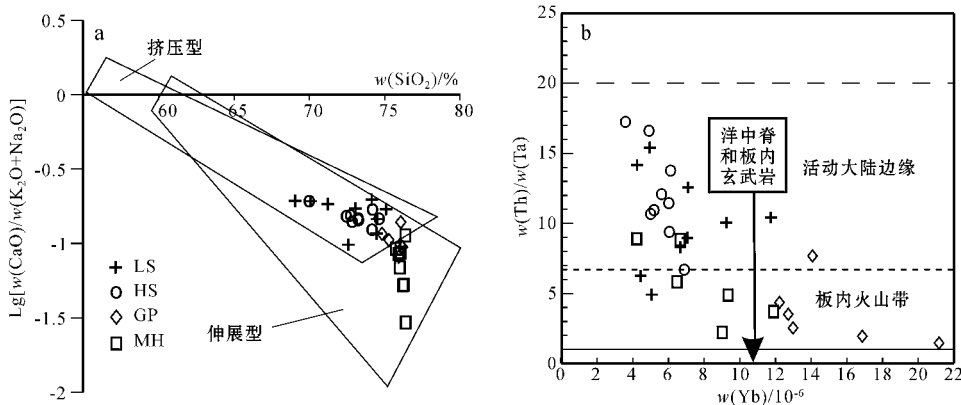 a
0.5
0
-0.5
-1
-1.5
-2
Lg[w(CaO)/w(K₂O+Na₂O)]
挤压型
w(SiO₂)/%
60
65
70
75
80
LS
HS
GP
MH
伸展型
b
25
20
15
10
5
0
w(Th)/w(Ta)
洋中脊
和板内
玄武岩
活动大陆边缘
板内火山带
0 2 4 6 8 10 12 14 16 18 20 22
w(Yb)/10⁻⁶